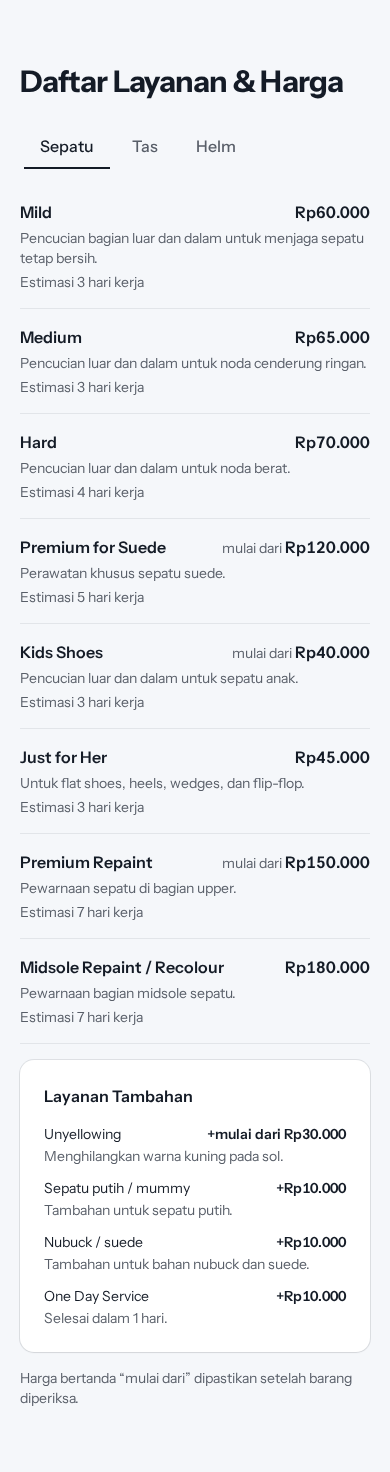 Daftar Layanan & Harga
Sepatu Tas Helm
Mild Rp60.000
Pencucian bagian luar dan dalam untuk menjaga sepatu
tetap bersih.
Estimasi 3 hari kerja
Medium Rp65.000
Pencucian luar dan dalam untuk noda cenderung ringan.
Estimasi 3 hari kerja
Hard Rp70.000
Pencucian luar dan dalam untuk noda berat.
Estimasi 4 hari kerja
Premium for Suede mulai dari Rp120.000
Perawatan khusus sepatu suede.
Estimasi 5 hari kerja
Kids Shoes mulai dari Rp40.000
Pencucian luar dan dalam untuk sepatu anak.
Estimasi 3 hari kerja
Just for Her Rp45.000
Untuk flat shoes, heels, wedges, dan flip-flop.
Estimasi 3 hari kerja
Premium Repaint mulai dari Rp150.000
Pewarnaan sepatu di bagian upper.
Estimasi 7 hari kerja
Midsole Repaint / Recolour Rp180.000
Pewarnaan bagian midsole sepatu.
Estimasi 7 hari kerja
Layanan Tambahan
Unyellowing +mulai dari Rp30.000
Menghilangkan warna kuning pada sol.
Sepatu putih / mummy +Rp10.000
Tambahan untuk sepatu putih.
Nubuck / suede +Rp10.000
Tambahan untuk bahan nubuck dan suede.
One Day Service +Rp10.000
Selesai dalam 1 hari.
Harga bertanda “mulai dari” dipastikan setelah barang
diperiksa.